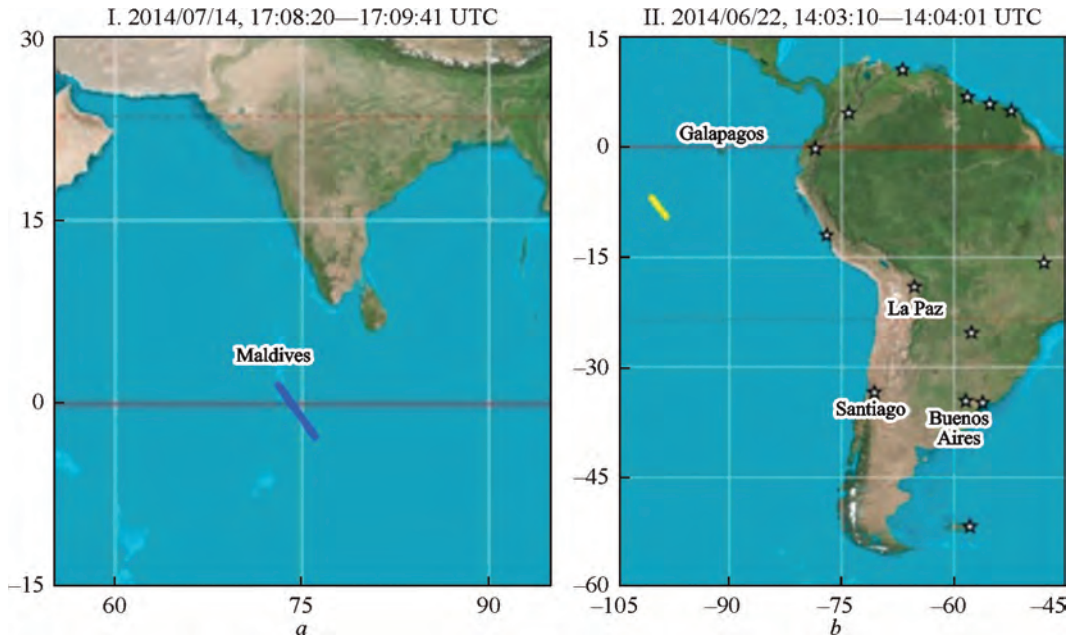 I. 2014/07/14, 17:08:20—17:09:41 UTC
30
15
0
–15
60
75
90
Maldives
a
II. 2014/06/22, 14:03:10—14:04:01 UTC
15
0
–15
–30
–45
–60
–105
–90
–75
–60
–45
Galapagos
La Paz
Santiago
Buenos
Aires
b